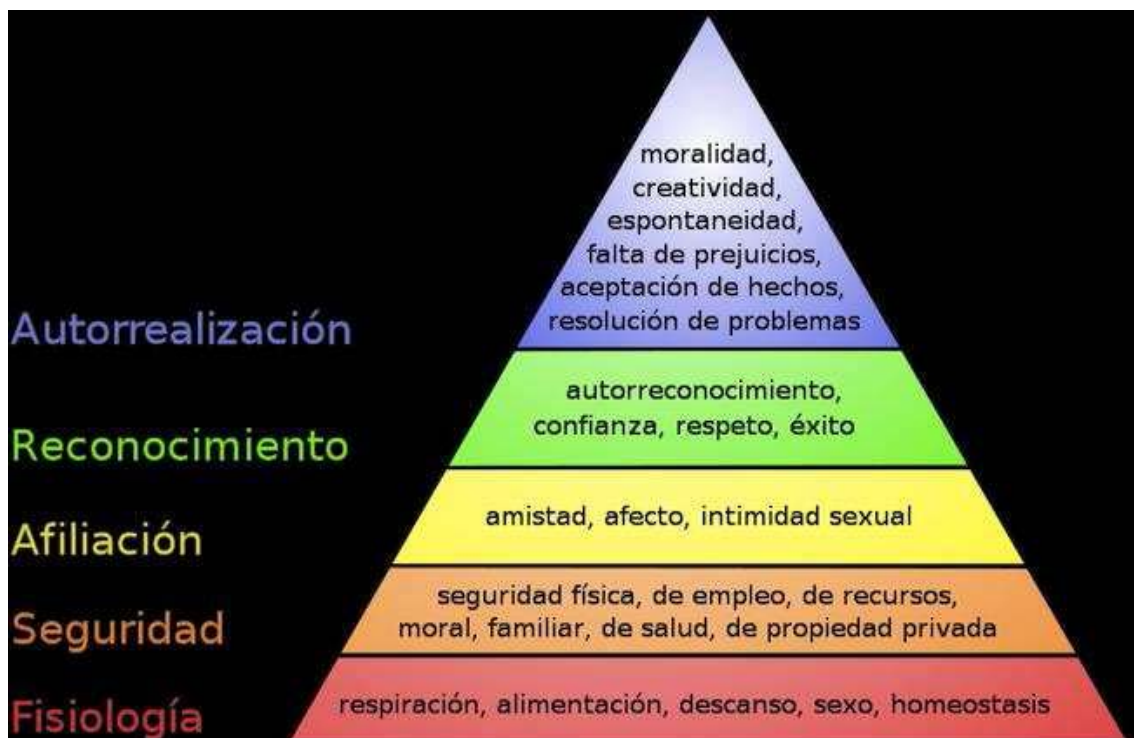 moralidad,
creatividad,
espontaneidad,
falta de prejuicios,
aceptación de hechos,
resolución de problemas
Autorrealización
autorreconocimiento,
confianza, respeto, éxito
Reconocimiento
amistad, afecto, intimidad sexual
Afiliación
seguridad física, de empleo, de recursos,
moral, familiar, de salud, de propiedad privada
Seguridad
respiración, alimentación, descanso, sexo, homeostasis
Fisiología